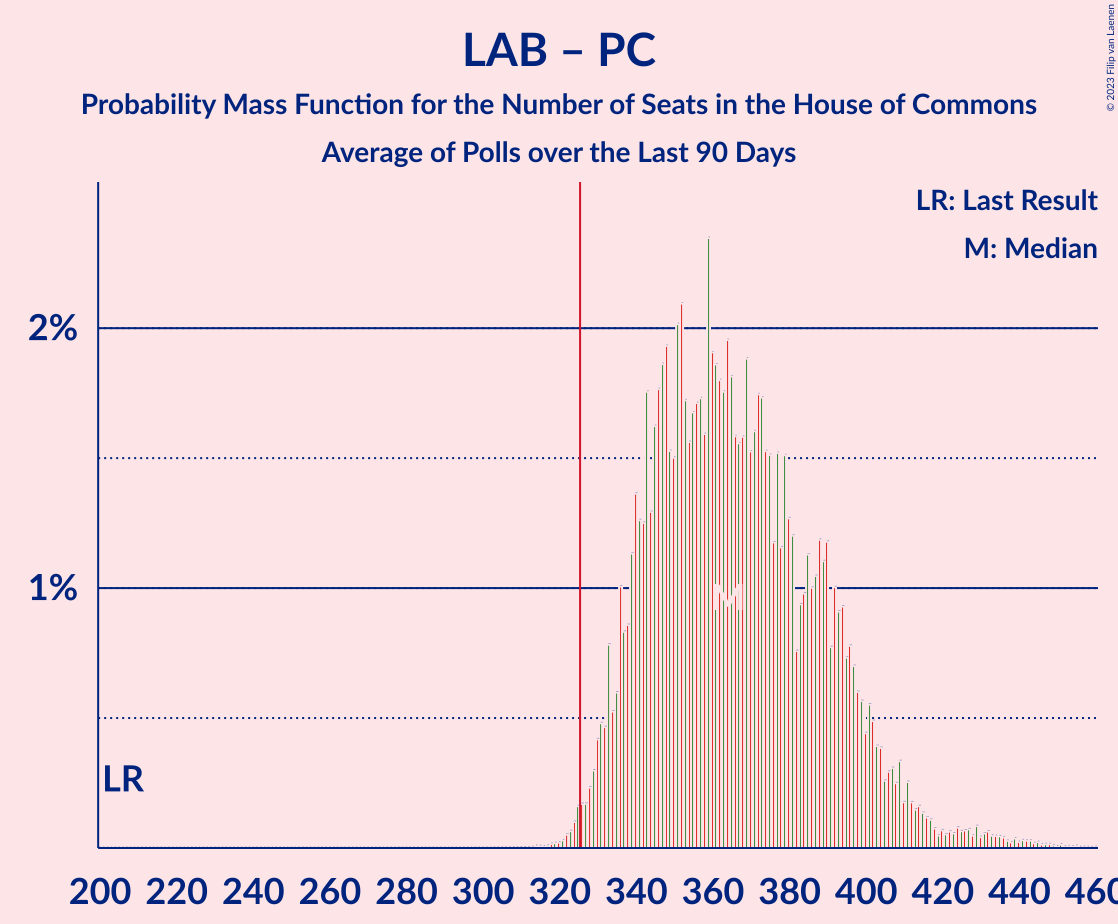 LAB – PC
Probability Mass Function for the Number of Seats in the House of Commons
Average of Polls over the Last 90 Days
© 2023 Filip van Laenen
LR: Last Result
M: Median
2%
1%
M
LR
200 220 240 260 280 300 320 340 360 380 400 420 440 460